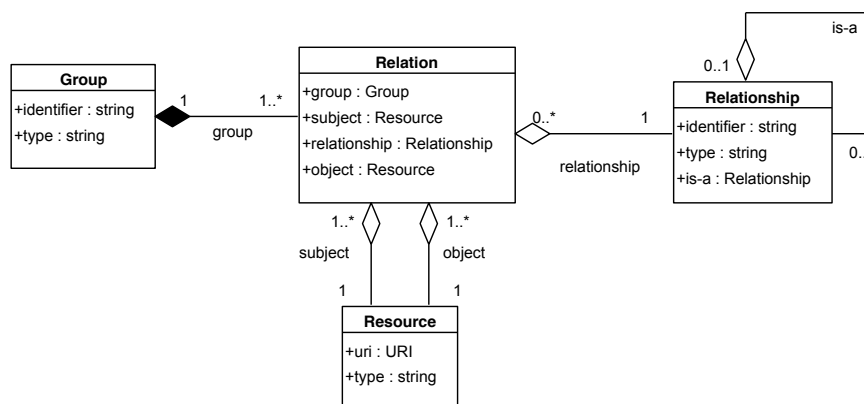 is-a
0..1
Group
+identifier : string
+type : string
1
1..*
group
Relation
+group : Group
+subject : Resource
+relationship : Relationship
+object : Resource
0..*
1
relationship
Relationship
+identifier : string
+type : string
+is-a : Relationship
0..
1..*
1..*
subject
object
1
1
Resource
+uri : URI
+type : string